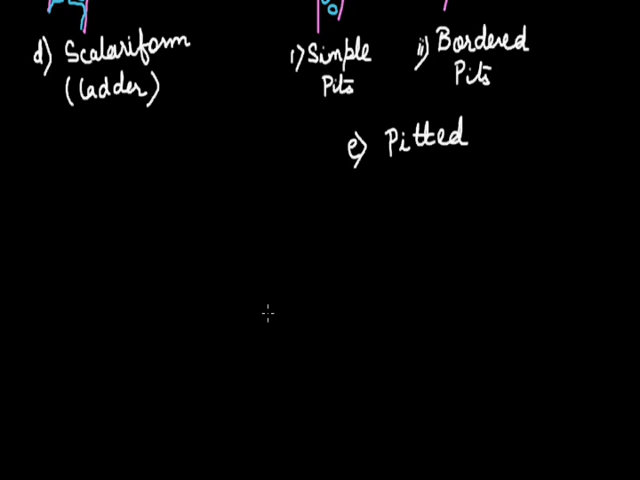 d) Scalariform
(ladder)
i) Simple
Pits
ii) Bordered
Pits
e) Pitted